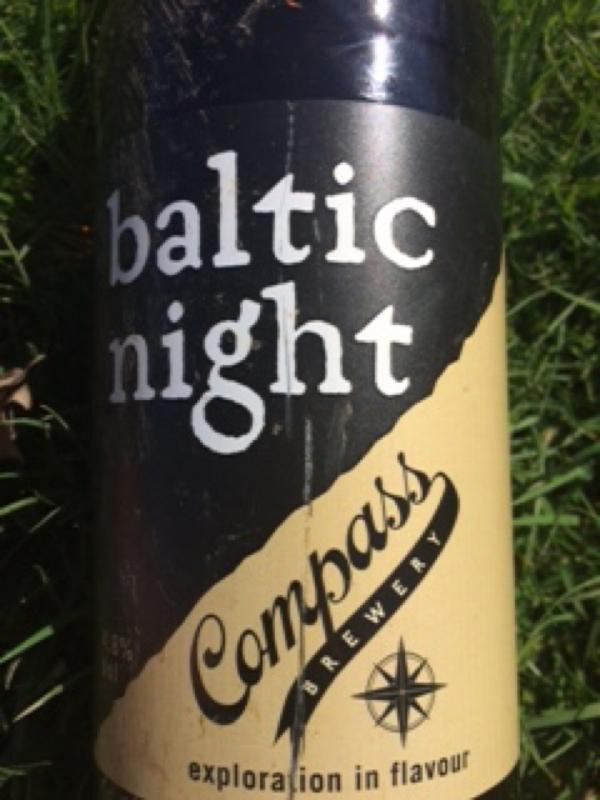 baltic
night
Compass
BREWERY
exploration in flavour